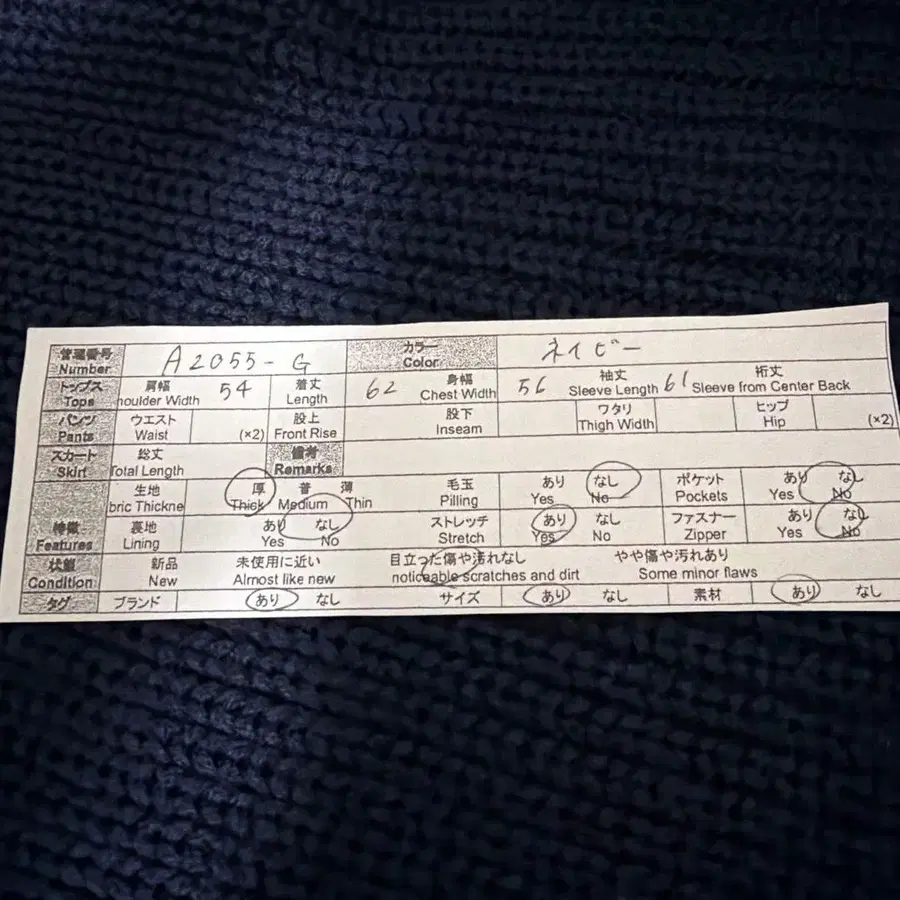 管理番号 A2055-G カラー ネイビー
Number Color
トップス 肩幅 54 着丈 62 身幅 56 袖丈 61 裄丈
Tops houlder Width Length Chest Width Sleeve Length Sleeve from Center Back
パンツ ウエスト 股上 股下 ワタリ ヒップ
Pants Waist (×2) Front Rise Inseam Thigh Width Hip (×2)
スカート 総丈 備考
Skirt Total Length Remarks
生地 厚 普 薄 毛玉 あり なし ポケット あり なし
bric Thickne Thick Medium Thin Pilling Yes No Pockets Yes No
特徴 裏地 あり なし ストレッチ あり なし ファスナー あり なし
Features Lining Yes No Stretch Yes No Zipper Yes No
状態 新品 未使用に近い 目立った傷や汚れなし やや傷や汚れあり
Condition New Almost like new noticeable scratches and dirt Some minor flaws
タグ ブランド あり なし サイズ あり なし 素材 あり なし